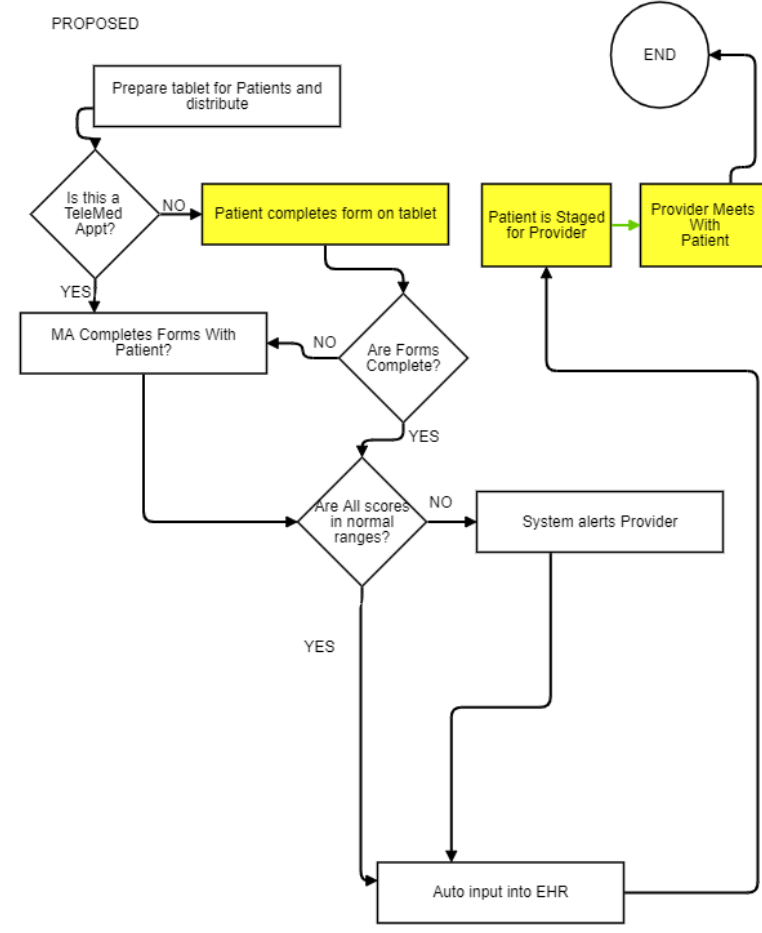 PROPOSED
END
Prepare tablet for Patients and
distribute
Is this a
TeleMed
Appt?
NO
Patient completes form on tablet
Patient is Staged
for Provider
Provider Meets
With
Patient
YES
MA Completes Forms With
Patient?
NO
Are Forms
Complete?
YES
Are All scores
in normal
ranges?
NO
System alerts Provider
YES
Auto input into EHR